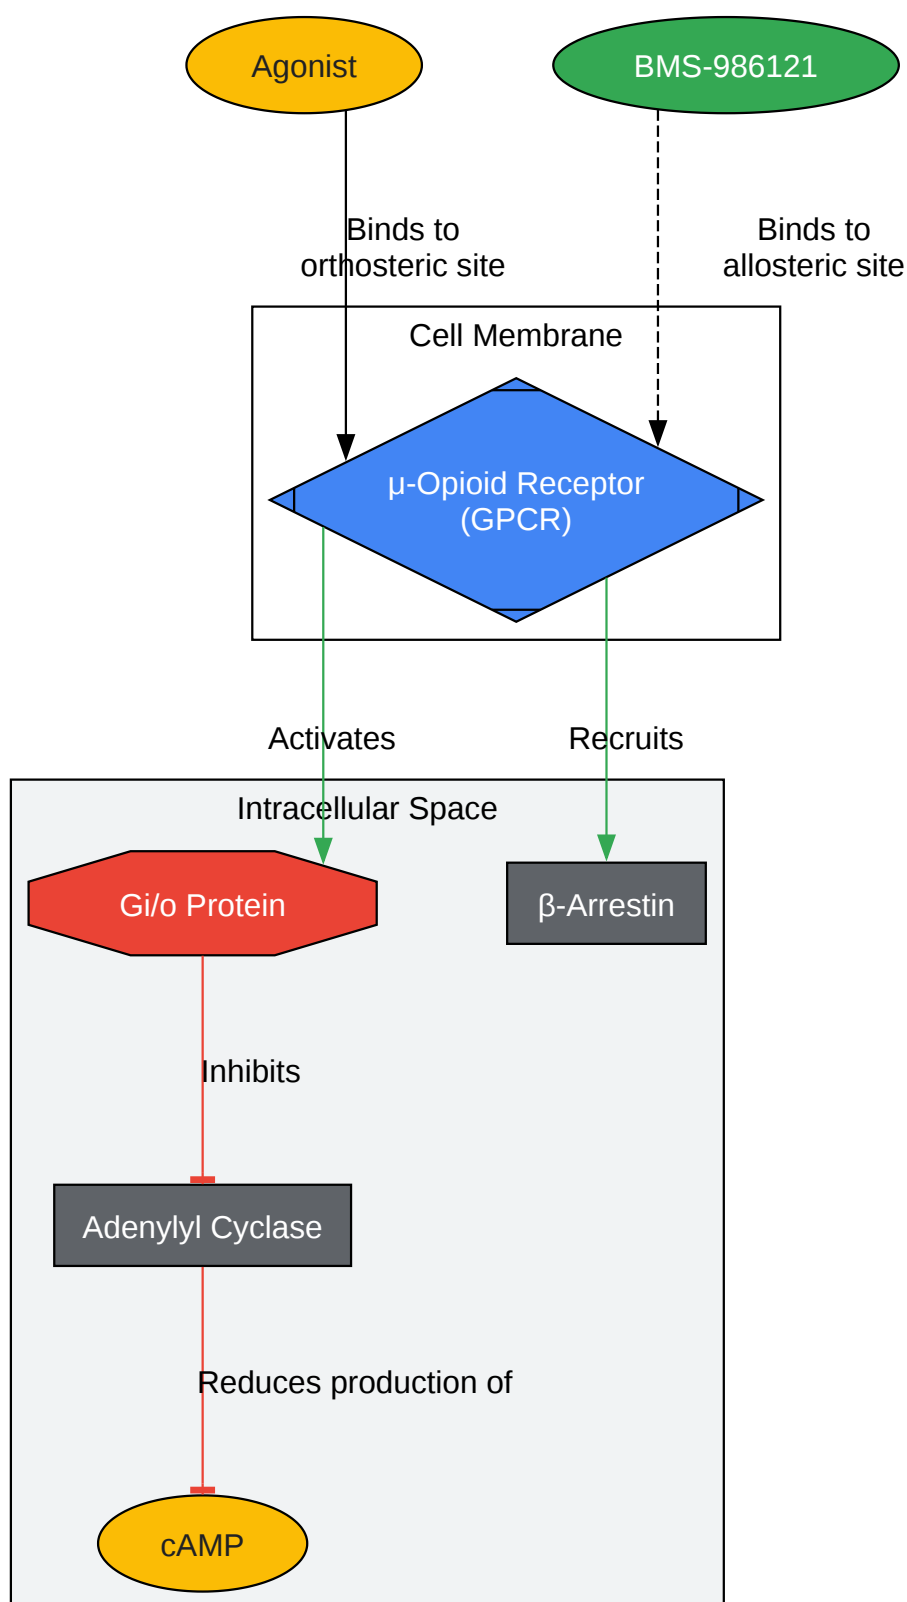 Agonist
BMS-986121
Binds to
orthosteric site
Binds to
allosteric site
Cell Membrane
μ-Opioid Receptor
(GPCR)
Activates
Recruits
Intracellular Space
Gi/o Protein
β-Arrestin
Inhibits
Adenylyl Cyclase
Reduces production of
cAMP